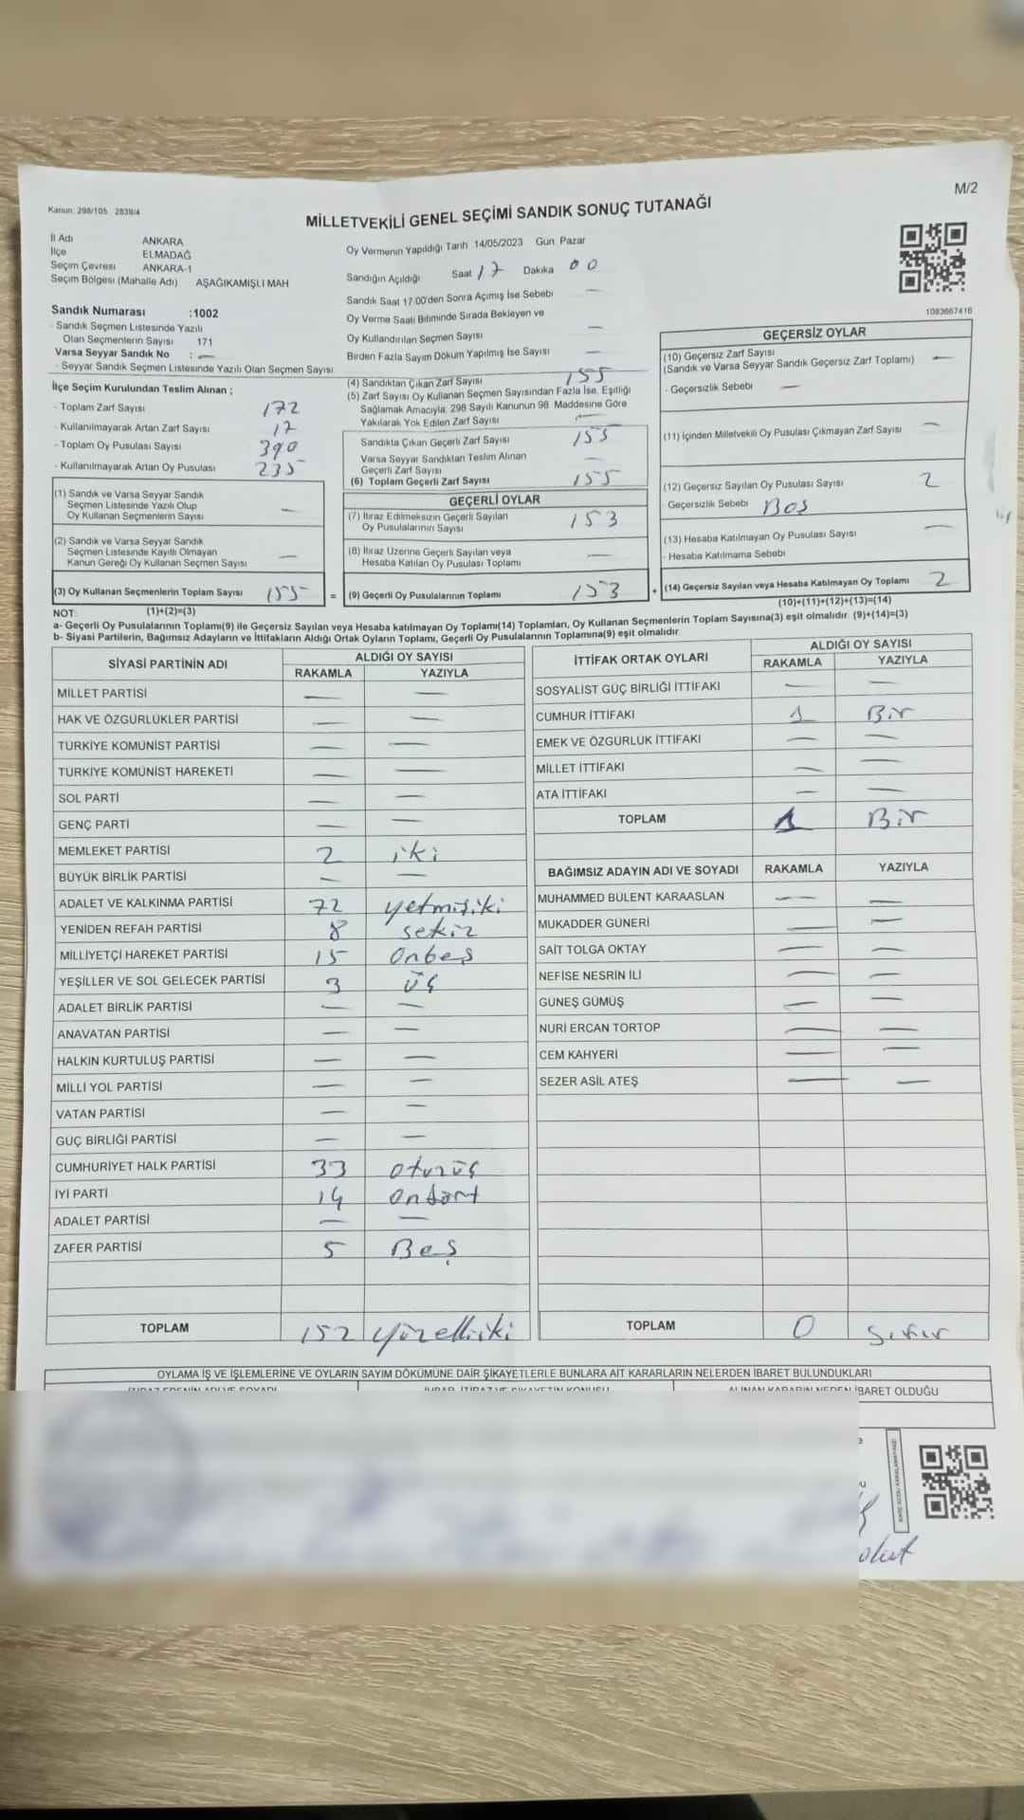 M/2
Kanun: 298/105 2839/4
MİLLETVEKİLİ GENEL SEÇİMİ SANDIK SONUÇ TUTANAĞI
İl Adı ANKARA
İlçe ELMADAĞ
Seçim Çevresi ANKARA-1
Seçim Bölgesi (Mahalle Adı) AŞAĞIKAMIŞLI MAH
Sandık Numarası :1002
- Sandık Seçmen Listesinde Yazılı
Olan Seçmenlerin Sayısı 171
Varsa Seyyar Sandık No : —
- Seyyar Sandık Seçmen Listesinde Yazılı Olan Seçmen Sayısı
Oy Vermenin Yapıldığı Tarih 14/05/2023 Gün Pazar
Sandığın Açıldığı Saat 17 Dakika 00
Sandık Saat 17:00'den Sonra Açımış İse Sebebi —
Oy Verme Saati Bitiminde Sırada Bekleyen ve
Oy Kullandırılan Seçmen Sayısı —
Birden Fazla Sayım Döküm Yapılmış İse Sayısı —
1083667416
İlçe Seçim Kurulundan Teslim Alınan ;
- Toplam Zarf Sayısı 172
- Kullanılmayarak Artan Zarf Sayısı 17
- Toplam Oy Pusulası Sayısı 390
- Kullanılmayarak Artan Oy Pusulası 235
(1) Sandık ve Varsa Seyyar Sandık
Seçmen Listesinde Yazılı Olup
Oy Kullanan Seçmenlerin Sayısı
(2) Sandık ve Varsa Seyyar Sandık
Seçmen Listesinde Kayıtlı Olmayan
Kanun Gereği Oy Kullanan Seçmen Sayısı —
(3) Oy Kullanan Seçmenlerin Toplam Sayısı 155 =
(4) Sandıktan Çıkan Zarf Sayısı 155
(5) Zarf Sayısı Oy Kullanan Seçmen Sayısından Fazla İse, Eşitliği
Sağlamak Amacıyla, 298 Sayılı Kanunun 98. Maddesine Göre
Yakılarak Yok Edilen Zarf Sayısı —
Sandıkta Çıkan Geçerli Zarf Sayısı 155
Varsa Seyyar Sandıktan Teslim Alınan
Geçerli Zarf Sayısı —
(6) Toplam Geçerli Zarf Sayısı 155
GEÇERLİ OYLAR
(7) İtiraz Edilmeksizin Geçerli Sayılan
Oy Pusulalarının Sayısı 153
(8) İtiraz Üzerine Geçerli Sayılan veya
Hesaba Katılan Oy Pusulası Toplamı —
(9) Geçerli Oy Pusulalarının Toplamı 153 +
GEÇERSİZ OYLAR
(10) Geçersiz Zarf Sayısı —
(Sandık ve Varsa Seyyar Sandık Geçersiz Zarf Toplamı)
- Geçersizlik Sebebi —
(11) İçinden Milletvekili Oy Pusulası Çıkmayan Zarf Sayısı —
(12) Geçersiz Sayılan Oy Pusulası Sayısı 2
Geçersizlik Sebebi Boş
(13) Hesaba Katılmayan Oy Pusulası Sayısı —
- Hesaba Katılmama Sebebi
(14) Geçersiz Sayılan veya Hesaba Katılmayan Oy Toplamı 2
NOT: (1)+(2)=(3) (10)+(11)+(12)+(13)=(14)
a- Geçerli Oy Pusulalarının Toplamı(9) ile Geçersiz Sayılan veya Hesaba katılmayan Oy Toplamı(14) Toplamları, Oy Kullanan Seçmenlerin Toplam Sayısına(3) eşit olmalıdır. (9)+(14)=(3)
b- Siyasi Partilerin, Bağımsız Adayların ve İttifakların Aldığı Ortak Oyların Toplamı, Geçerli Oy Pusulalarının Toplamına(9) eşit olmalıdır
SİYASİ PARTİNİN ADI ALDIĞI OY SAYISI
RAKAMLA YAZIYLA
MİLLET PARTİSİ — —
HAK VE ÖZGÜRLÜKLER PARTİSİ — —
TÜRKİYE KOMÜNİST PARTİSİ — —
TÜRKİYE KOMÜNİST HAREKETİ — —
SOL PARTİ — —
GENÇ PARTİ — —
MEMLEKET PARTİSİ 2 iki
BÜYÜK BİRLİK PARTİSİ — —
ADALET VE KALKINMA PARTİSİ 72 yetmişiki
YENİDEN REFAH PARTİSİ 8 sekiz
MİLLİYETÇİ HAREKET PARTİSİ 15 onbeş
YEŞİLLER VE SOL GELECEK PARTİSİ 3 üç
ADALET BİRLİK PARTİSİ — —
ANAVATAN PARTİSİ — —
HALKIN KURTULUŞ PARTİSİ — —
MİLLİ YOL PARTİSİ — —
VATAN PARTİSİ — —
GÜÇ BİRLİĞİ PARTİSİ — —
CUMHURİYET HALK PARTİSİ 33 otuzüç
İYİ PARTİ 14 ondört
ADALET PARTİSİ — —
ZAFER PARTİSİ 5 Beş
TOPLAM 152 yüzelliiki
İTTİFAK ORTAK OYLARI ALDIĞI OY SAYISI
RAKAMLA YAZIYLA
SOSYALİST GÜÇ BİRLİĞİ İTTİFAKI — —
CUMHUR İTTİFAKI 1 Bir
EMEK VE ÖZGÜRLÜK İTTİFAKI — —
MİLLET İTTİFAKI — —
ATA İTTİFAKI — —
TOPLAM 1 Bir
BAĞIMSIZ ADAYIN ADI VE SOYADI RAKAMLA YAZIYLA
MUHAMMED BÜLENT KARAASLAN — —
MUKADDER GÜNERİ — —
SAİT TOLGA OKTAY — —
NEFİSE NESRİN İLİ — —
GÜNEŞ GÜMÜŞ — —
NURİ ERCAN TORTOP — —
CEM KAHYERİ — —
SEZER ASİL ATEŞ — —
TOPLAM 0 Sıfır
OYLAMA İŞ VE İŞLEMLERİNE VE OYLARIN SAYIM DÖKÜMÜNE DAİR ŞİKAYETLERLE BUNLARA AİT KARARLARIN NELERDEN İBARET BULUNDUKLARI
İBARET OLDUĞU